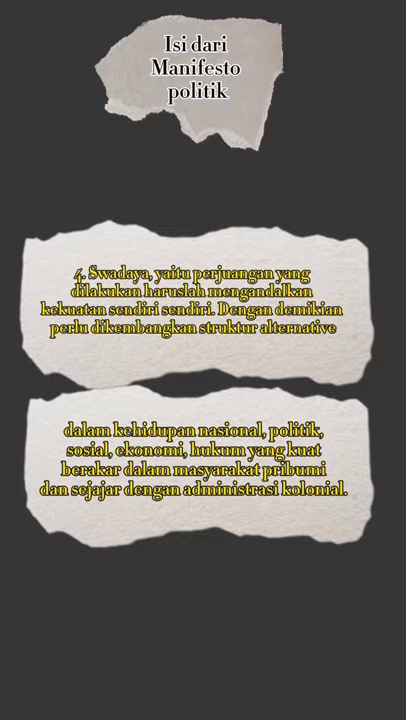 Isi dari
Manifesto
politik
4. Swadaya, yaitu perjuangan yang
dilakukan haruslah mengandalkan
kekuatan sendiri sendiri. Dengan demikian
perlu dikembangkan struktur alternative
dalam kehidupan nasional, politik,
sosial, ekonomi, hukum yang kuat
berakar dalam masyarakat pribumi
dan sejajar dengan administrasi kolonial.